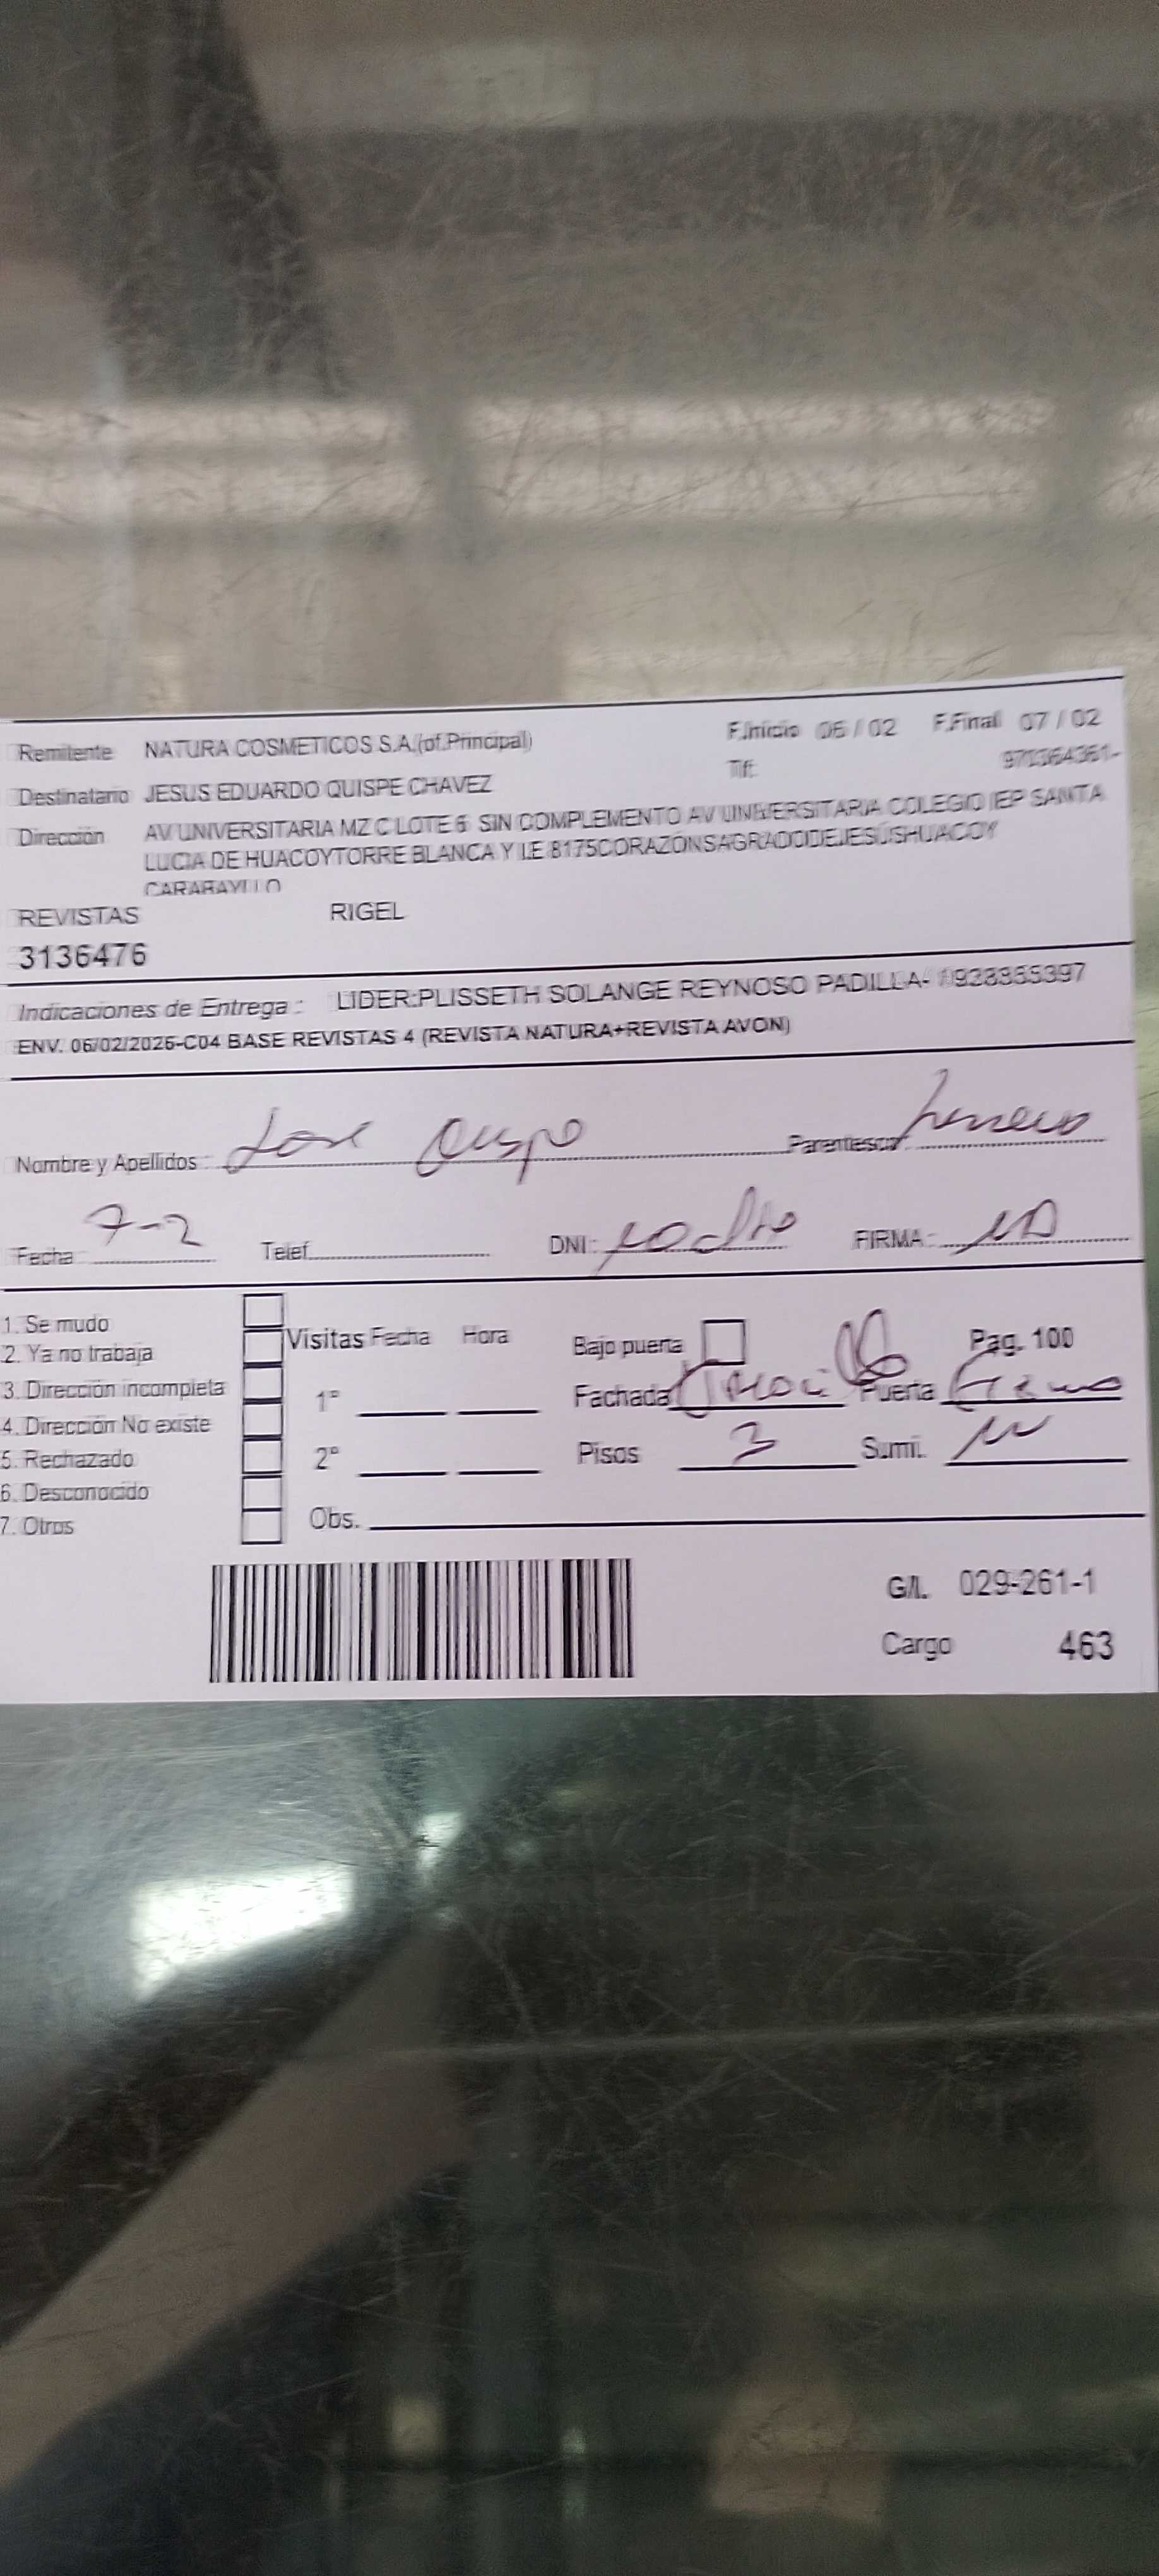 Remitente NATURA COSMETICOS S.A.(of.Principal) F.Inicio 06 / 02 F.Final 07 / 02
Destinatario JESUS EDUARDO QUISPE CHAVEZ Tlf:
Dirección AV UNIVERSITARIA MZ C LOTE 6 SIN COMPLEMENTO AV UNIVERSITARIA COLEGIO IEP SANTA
LUCIA DE HUACOYTORRE BLANCA Y I.E 8175CORAZONSAGRADODEJESUSHUACOY
CARABAYLLO
REVISTAS RIGEL
3136476
Indicaciones de Entrega : LIDER:PLISSETH SOLANGE REYNOSO PADILLA-
ENV. 06/02/2026-C04 BASE REVISTAS 4 (REVISTA NATURA+REVISTA AVON)
Nombre y Apellidos : Jose Quispe Parentesco:
Fecha 7-2 Telef. DNI: FIRMA:
1. Se mudo
2. Ya no trabaja Visitas Fecha Hora Bajo puerta Pag. 100
3. Dirección incompleta 1° Fachada Puerta
4. Dirección No existe
5. Rechazado 2° Pisos 3 Sumi.
6. Desconocido
7. Otros Obs.
G/L 029-261-1
Cargo 463